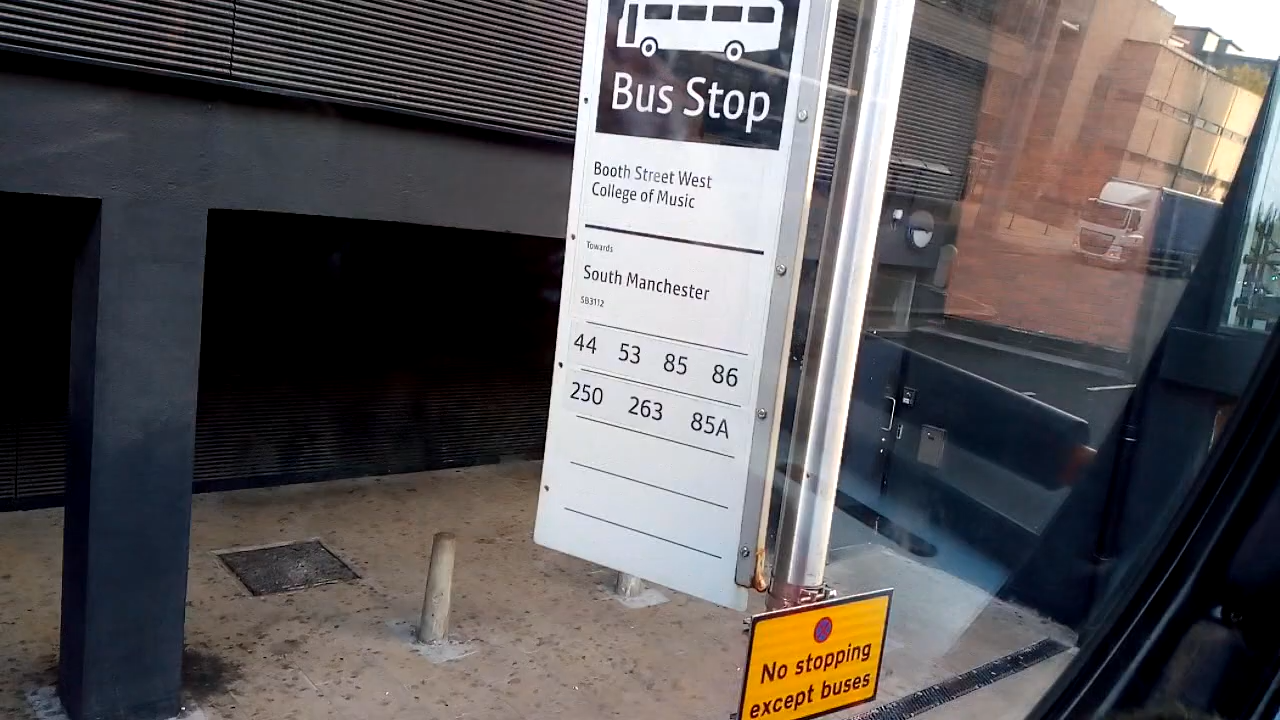 Bus Stop
Booth Street West
College of Music
Towards
South Manchester
SB3112
44 53 85 86
250 263 85A
No stopping
except buses